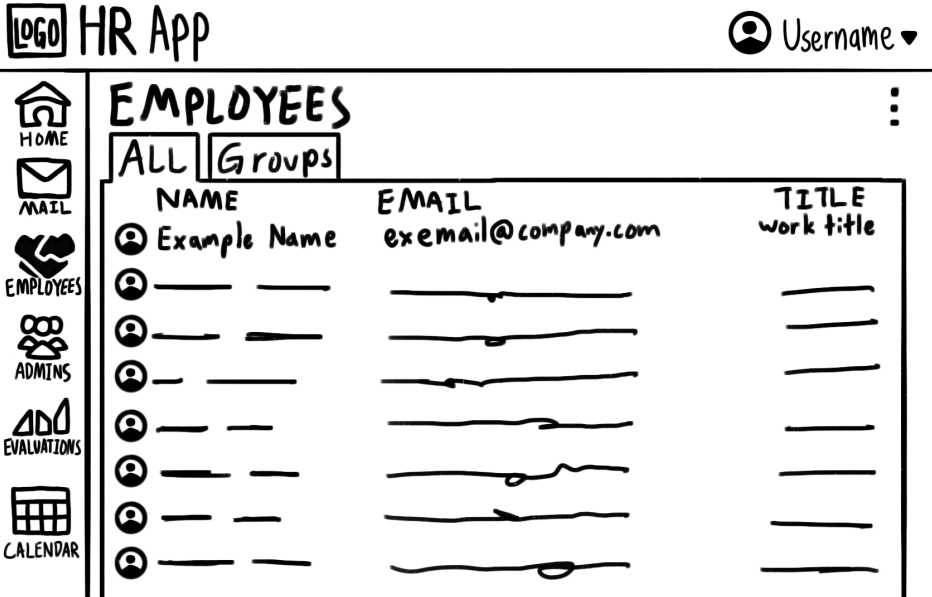 LOGO HR App
Username
HOME
MAIL
EMPLOYEES
ADMINS
EVALUATIONS
CALENDAR
EMPLOYEES
ALL Groups
NAME EMAIL TITLE
Example Name exemail@company.com work title